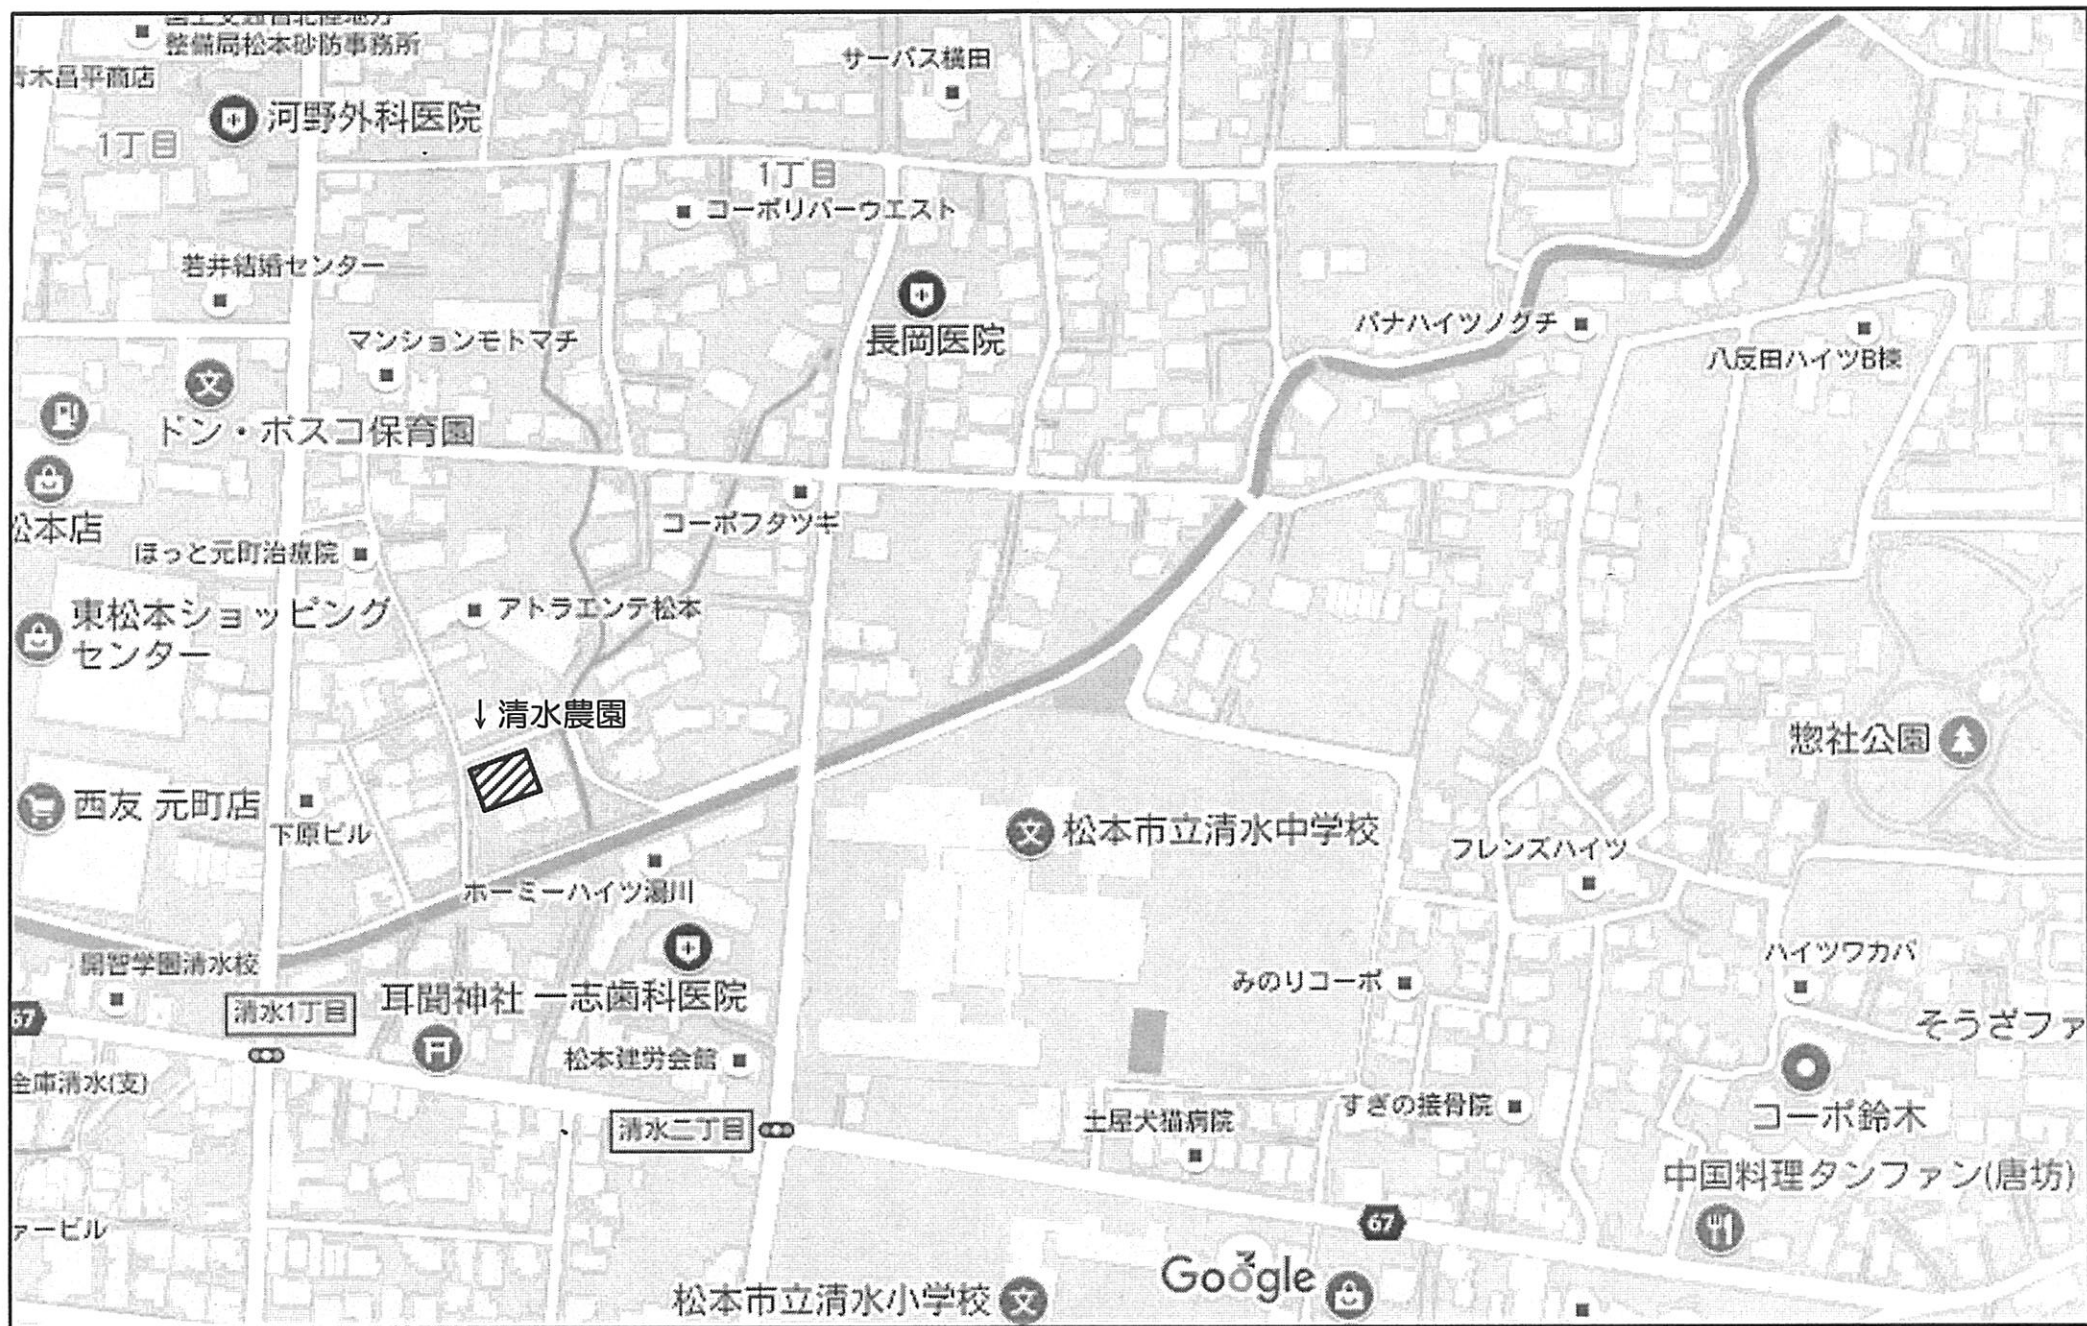 国土交通省北陸地方
整備局松本砂防事務所
青木昌平商店
サーパス横田
河野外科医院
1丁目
1丁目
コーポリバーウエスト
若井結婚センター
長岡医院
マンションモトマチ
バナハイツノグチ
八反田ハイツB棟
ドン・ボスコ保育園
コーポフタツギ
松本店
ほっと元町治療院
東松本ショッピング
センター
アトラエンテ松本
↓清水農園
惣社公園
西友 元町店
下原ビル
松本市立清水中学校
フレンズハイツ
ホーミーハイツ湯川
開智学園清水校
耳聞神社
一志歯科医院
みのりコーポ
ハイツワカバ
67
清水1丁目
そうざファ
金庫清水(支)
松本建労会館
清水二丁目
土屋犬猫病院
すぎの接骨院
コーポ鈴木
中国料理タンファン(唐坊)
ァービル
67
松本市立清水小学校
Google